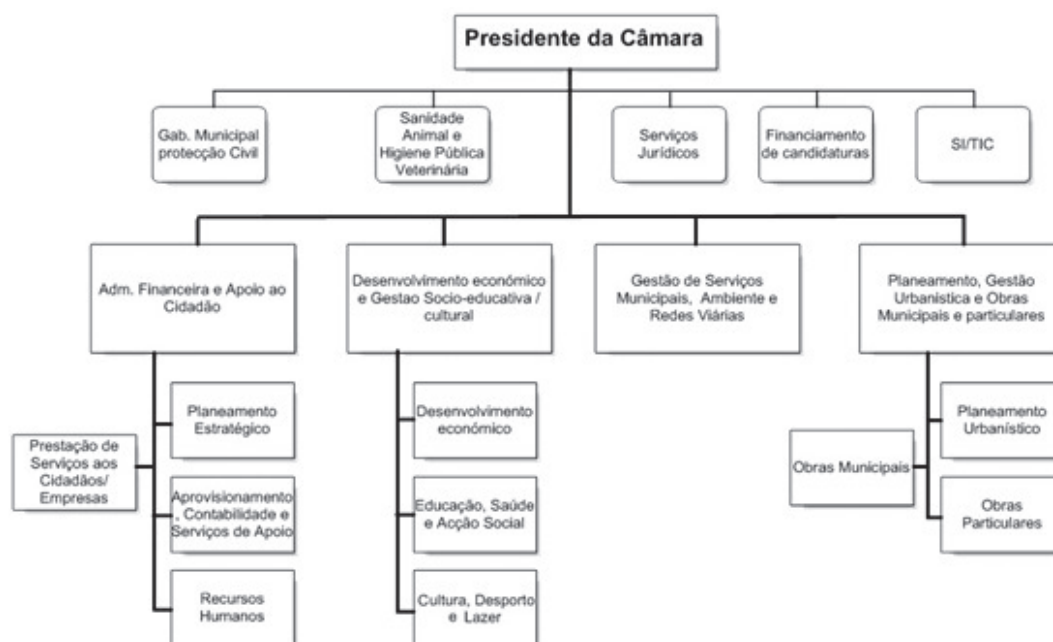 Presidente da Câmara
Gab. Municipal
protecção Civil
Sanidade
Animal e
Higiene Pública
Veterinária
Serviços
Jurídicos
Financiamento
de candidaturas
SI/TIC
Adm. Financeira e Apoio ao
Cidadão
Desenvolvimento económico
e Gestao Socio-educativa /
cultural
Gestão de Serviços
Municipais, Ambiente e
Redes Viárias
Planeamento, Gestão
Urbanistica e Obras
Municipais e particulares
Prestação de
Serviços aos
Cidadãos/
Empresas
Planeamento
Estratégico
Aprovisionamento
, Contabilidade e
Serviços de Apoio
Recursos
Humanos
Desenvolvimento
económico
Educação, Saúde
e Acção Social
Cultura, Desporto
e Lazer
Obras Municipais
Planeamento
Urbanístico
Obras
Particulares